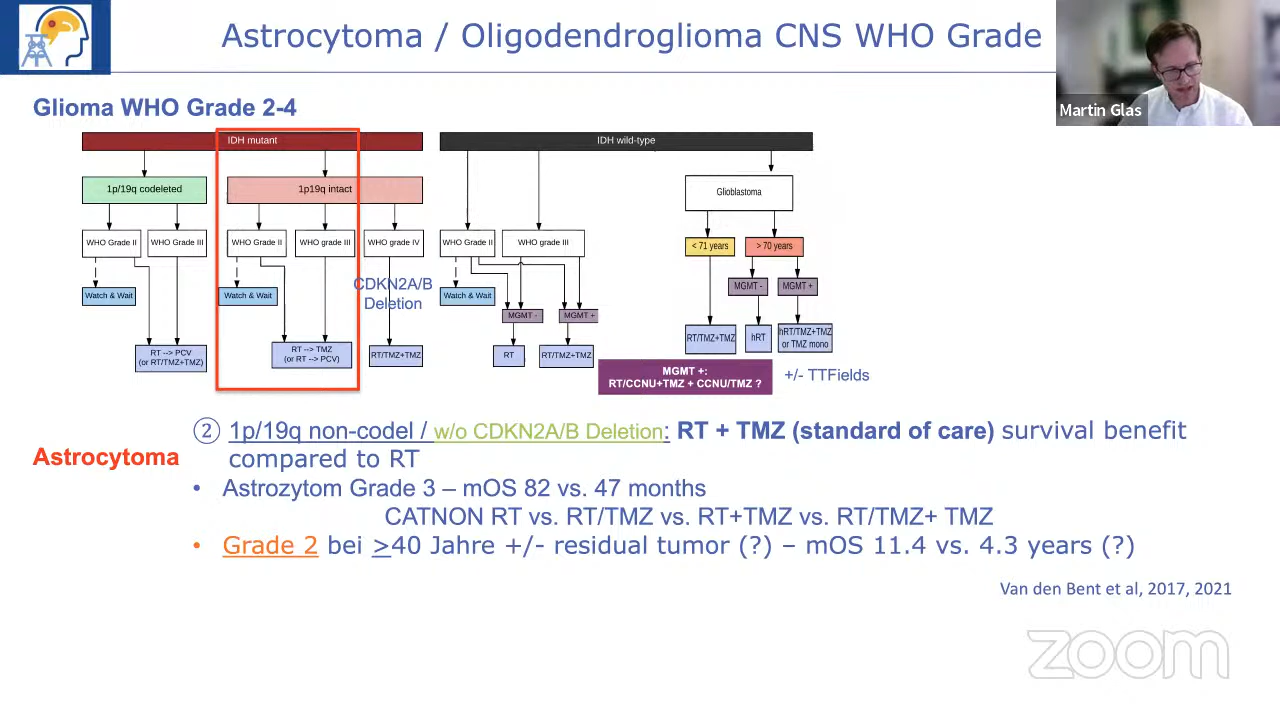 Astrocytoma / Oligodendroglioma CNS WHO Grade
Martin Glas
Glioma WHO Grade 2-4
IDH mutant
IDH wild-type
1p/19q codeleted
1p19q intact
Glioblastoma
WHO Grade II
WHO Grade III
WHO Grade II
WHO grade III
WHO grade IV
WHO Grade II
WHO grade III
< 71 years
> 70 years
Watch & Wait
Watch & Wait
CDKN2A/B
Deletion
Watch & Wait
MGMT -
MGMT +
MGMT -
MGMT +
RT --> PCV
(or RT/TMZ+TMZ)
RT --> TMZ
(or RT --> PCV)
RT/TMZ+TMZ
RT
RT/TMZ+TMZ
RT/TMZ+TMZ
hRT
hRT/TMZ+TMZ
or TMZ mono
MGMT +:
RT/CCNU+TMZ + CCNU/TMZ ?
+/- TTFields
② 1p/19q non-codel / w/o CDKN2A/B Deletion: RT + TMZ (standard of care) survival benefit
compared to RT
Astrocytoma
• Astrozytom Grade 3 – mOS 82 vs. 47 months
CATNON RT vs. RT/TMZ vs. RT+TMZ vs. RT/TMZ+ TMZ
• Grade 2 bei >40 Jahre +/- residual tumor (?) – mOS 11.4 vs. 4.3 years (?)
Van den Bent et al, 2017, 2021
zoom